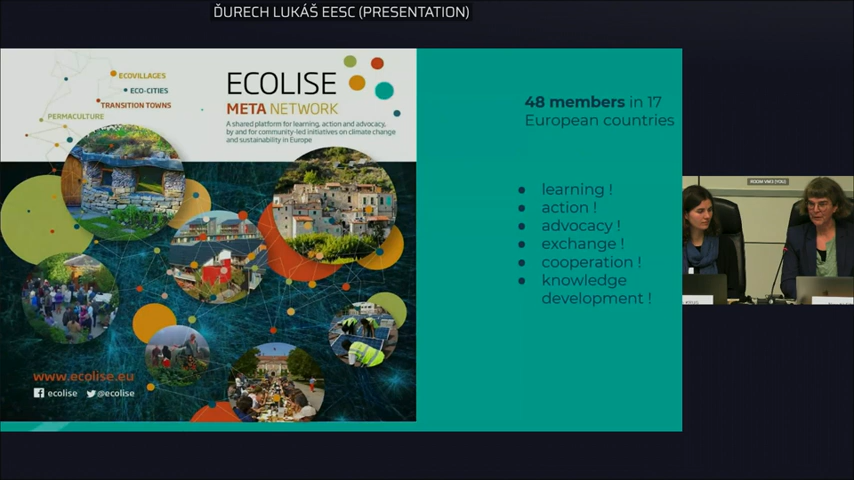 ĎURECH LUKÁŠ EESC (PRESENTATION)
ECOVILLAGES
ECO-CITIES
TRANSITION TOWNS
PERMACULTURE
ECOLISE
META NETWORK
A shared platform for learning, action and advocacy,
by and for community-led initiatives on climate change
and sustainability in Europe
www.ecolise.eu
ecolise @ecolise
48 members in 17
European countries
• learning !
• action !
• advocacy !
• exchange !
• cooperation !
• knowledge
development !